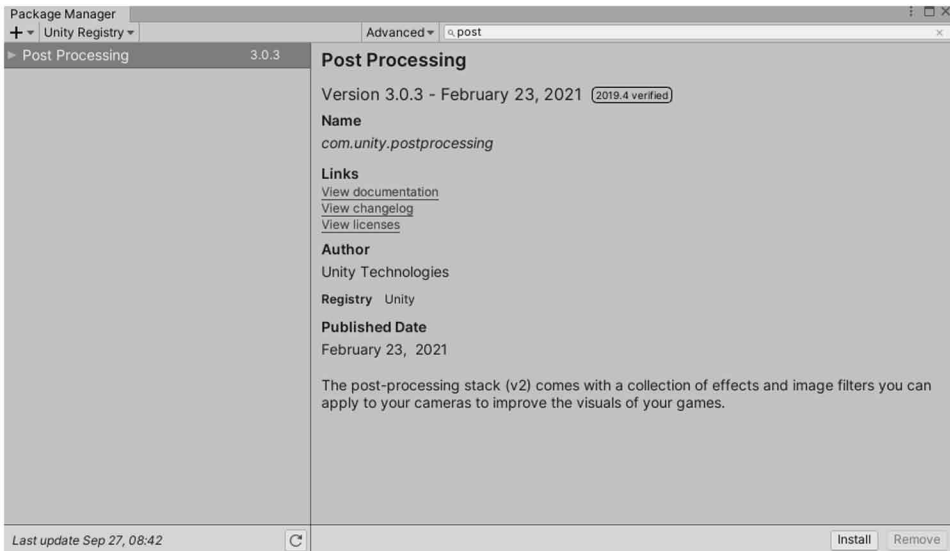 Package Manager
+ Unity Registry Advanced post
Post Processing 3.0.3
Post Processing
Version 3.0.3 - February 23, 2021 2019.4 verified
Name
com.unity.postprocessing
Links
View documentation
View changelog
View licenses
Author
Unity Technologies
Registry Unity
Published Date
February 23, 2021
The post-processing stack (v2) comes with a collection of effects and image filters you can
apply to your cameras to improve the visuals of your games.
Last update Sep 27, 08:42
Install Remove